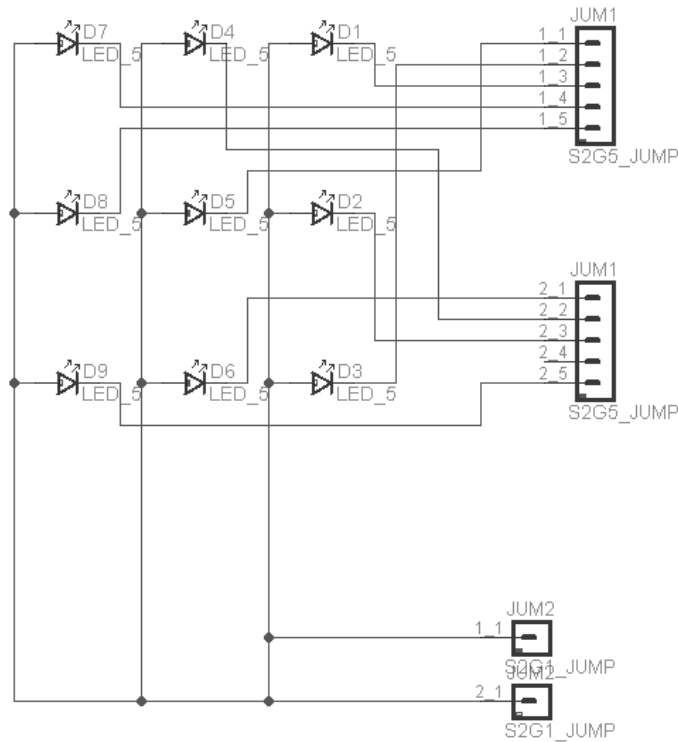 JUM1
D7 D4 D1 1_1
LED_5 LED_5 LED_5 1_2
1_3
1_4
1_5
S2G5_JUMP
D8 D5 D2
LED_5 LED_5 LED_5
JUM1
2_1
2_2
2_3
2_4
D9 D6 D3 2_5
LED_5 LED_5 LED_5
S2G5_JUMP
JUM2
1_1
S2G1_JUMP
JUM2
2_1
S2G1_JUMP